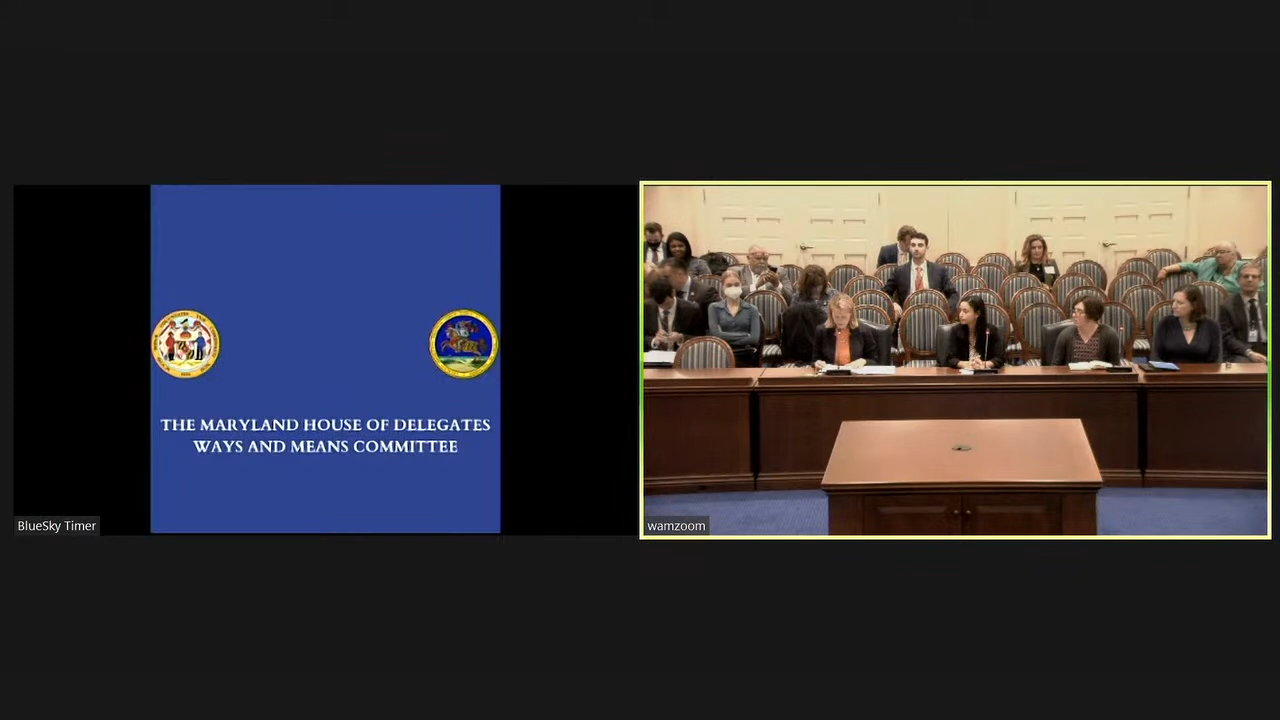 THE MARYLAND HOUSE OF DELEGATES
WAYS AND MEANS COMMITTEE
BlueSky Timer
wamzoom